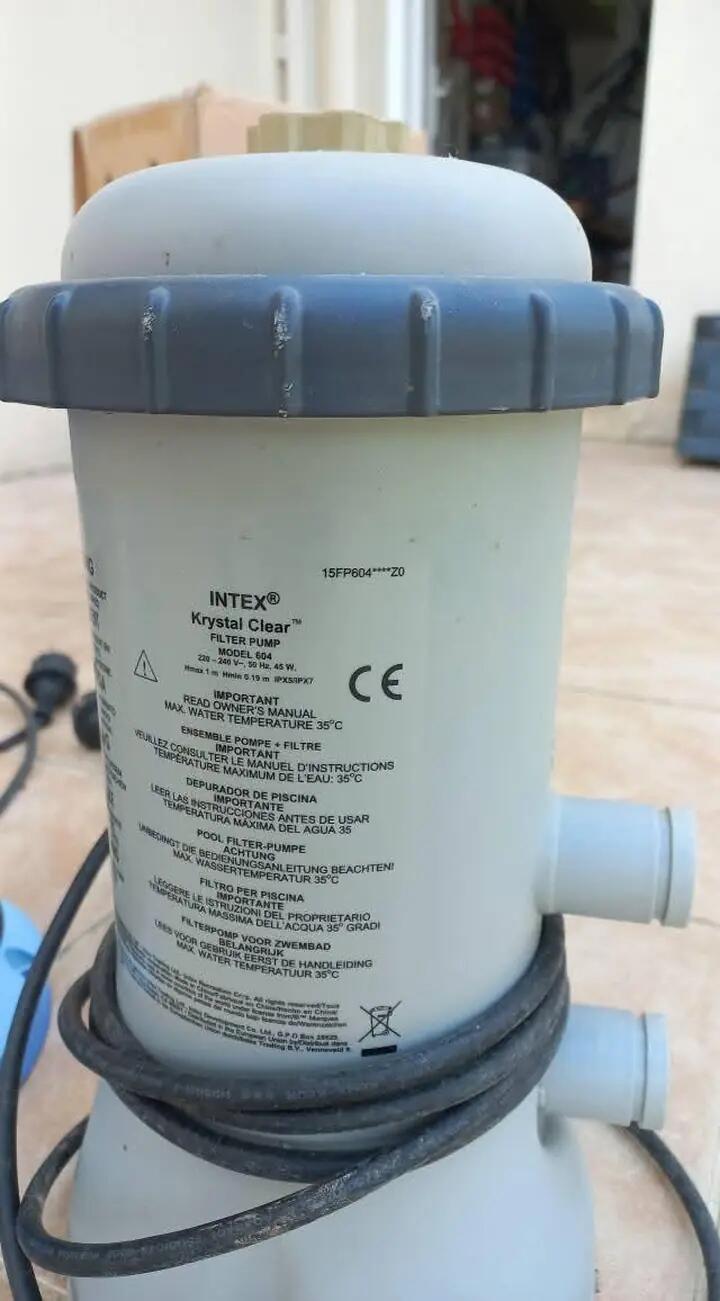 15FP604****Z0
INTEX®
Krystal Clear™
FILTER PUMP
MODEL 604
220 - 240 V~, 50 Hz, 45 W.
Hmax 1 m Hmin 0.19 m IPX5/IPX7
CE
IMPORTANT
READ OWNER'S MANUAL
MAX. WATER TEMPERATURE 35°C
ENSEMBLE POMPE + FILTRE
IMPORTANT
VEUILLEZ CONSULTER LE MANUEL D'INSTRUCTIONS
TEMPÉRATURE MAXIMUM DE L'EAU: 35°C
DEPURADOR DE PISCINA
IMPORTANTE
LEER LAS INSTRUCCIONES ANTES DE USAR
TEMPERATURA MÁXIMA DEL AGUA 35
POOL FILTER-PUMPE
ACHTUNG
UNBEDINGT DIE BEDIENUNGSANLEITUNG BEACHTEN!
MAX. WASSERTEMPERATUR 35°C
FILTRO PER PISCINA
IMPORTANTE
LEGGERE LE ISTRUZIONI DEL PROPRIETARIO
TEMPERATURA MASSIMA DELL'ACQUA 35° GRADI
FILTERPOMP VOOR ZWEMBAD
BELANGRIJK
LEES VOOR GEBRUIK EERST DE HANDLEIDING
MAX. WATER TEMPERATUUR 35°C